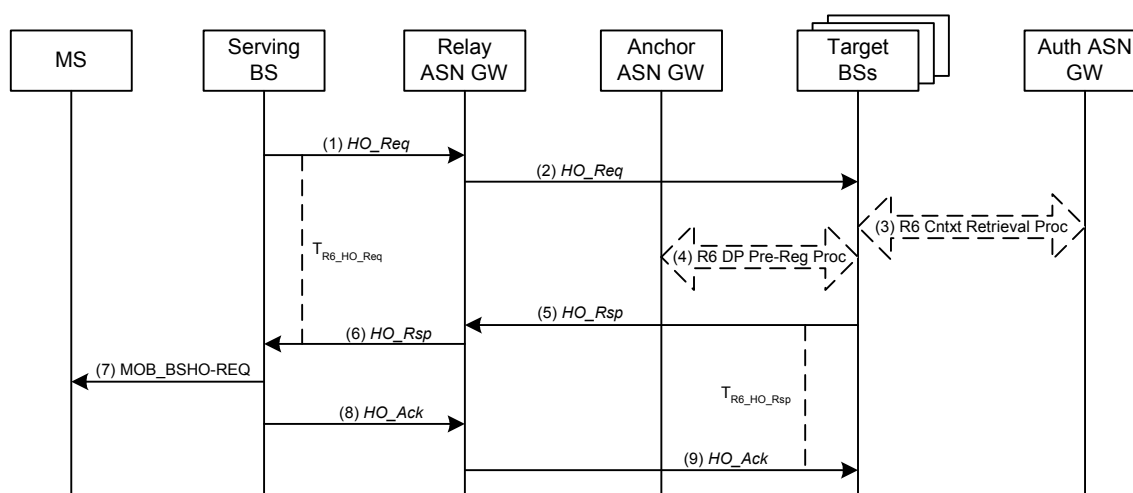 MS
Serving
BS
Relay
ASN GW
Anchor
ASN GW
Target
BSs
Auth ASN
GW
(1) HO_Req
(2) HO_Req
(3) R6 Cntxt Retrieval Proc
T_R6_HO_Req
(4) R6 DP Pre-Reg Proc
(5) HO_Rsp
(6) HO_Rsp
(7) MOB_BSHO-REQ
T_R6_HO_Rsp
(8) HO_Ack
(9) HO_Ack